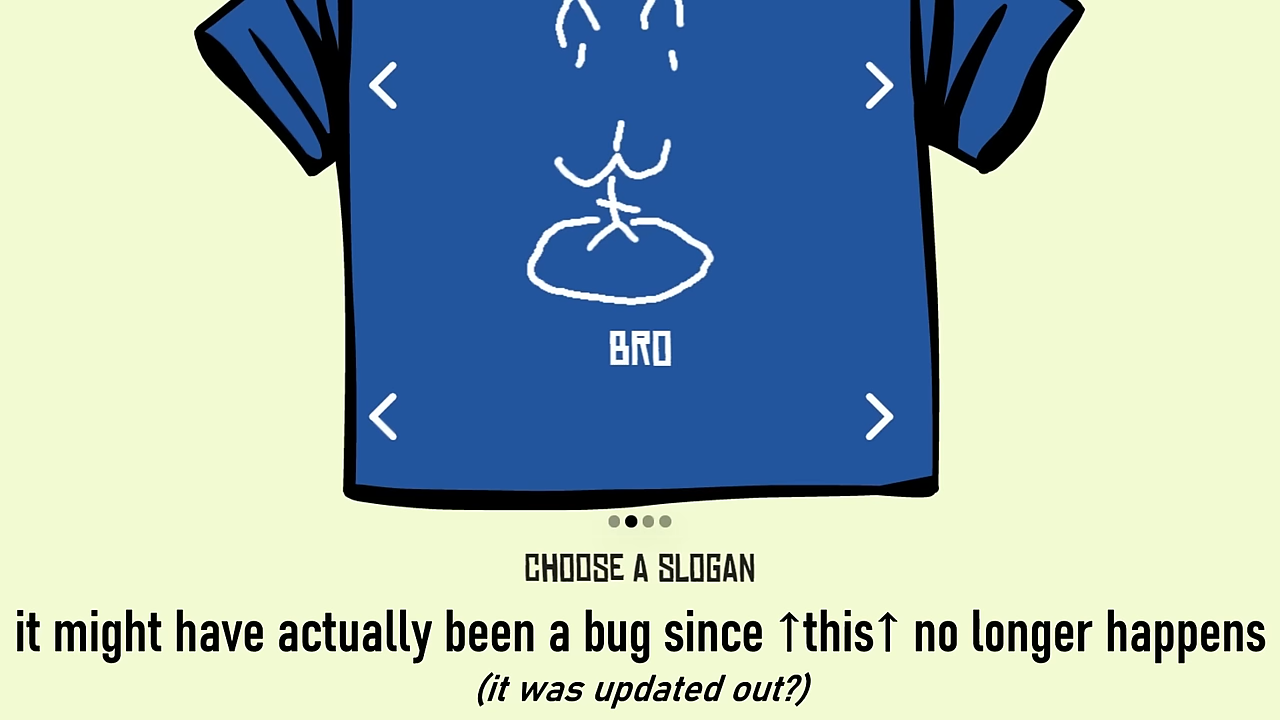 BRO
CHOOSE A SLOGAN
it might have actually been a bug since ↑this↑ no longer happens
(it was updated out?)